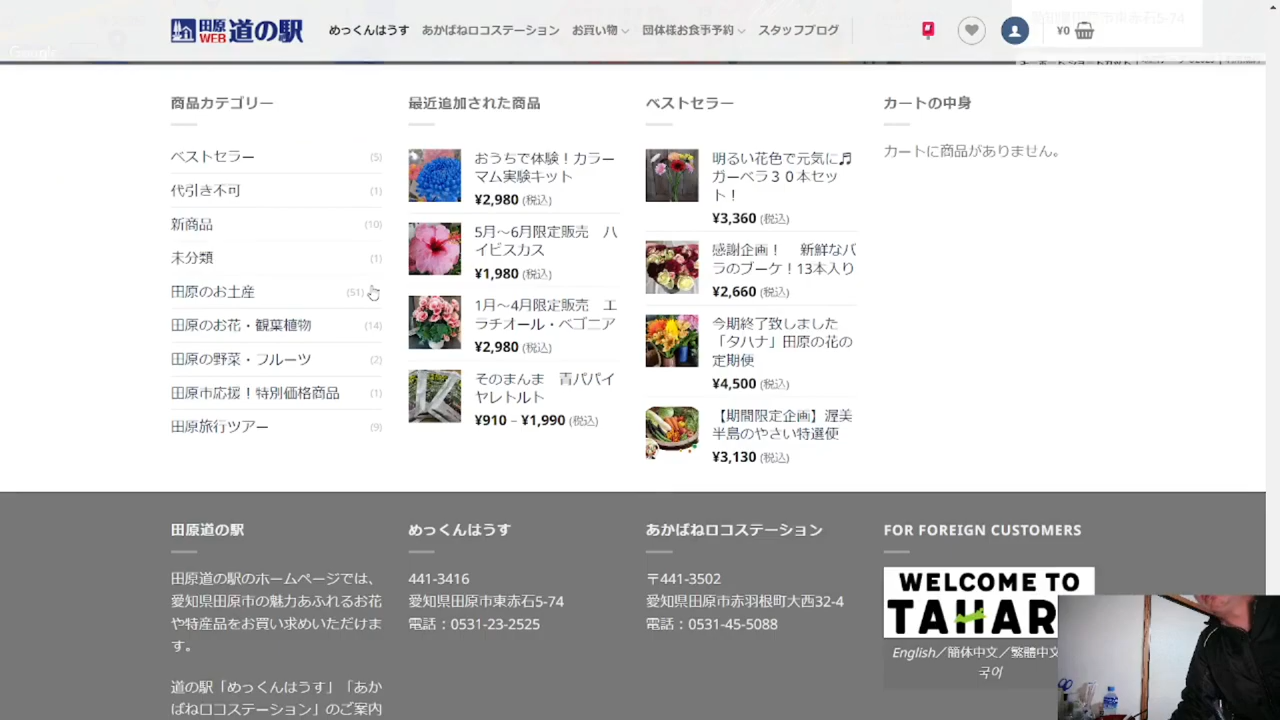 田原
WEB
道の駅
めっくんはうす
あかばねロコステーション
お買い物
団体様お食事予約
スタッフブログ
¥0
愛知県田原市東赤石5-74
Google
商品カテゴリー
ベストセラー (5)
代引き不可 (1)
新商品 (10)
未分類 (1)
田原のお土産 (51)
田原のお花・観葉植物 (14)
田原の野菜・フルーツ (2)
田原市応援！特別価格商品 (1)
田原旅行ツアー (9)
最近追加された商品
おうちで体験！カラー
マム実験キット
¥2,980 (税込)
5月～6月限定販売　ハ
イビスカス
¥1,980 (税込)
1月～4月限定販売　エ
ラチオール・ベゴニア
¥2,980 (税込)
そのまんま　青パパイ
ヤレトルト
¥910 – ¥1,990 (税込)
ベストセラー
明るい花色で元気に♬
ガーベラ３０本セッ
ト！
¥3,360 (税込)
感謝企画！　新鮮なバ
ラのブーケ！13本入り
¥2,660 (税込)
今期終了致しました
「タハナ」田原の花の
定期便
¥4,500 (税込)
【期間限定企画】渥美
半島のやさい特選便
¥3,130 (税込)
カートの中身
カートに商品がありません。
田原道の駅
田原道の駅のホームページでは、
愛知県田原市の魅力あふれるお花
や特産品をお買い求めいただけま
す。
道の駅「めっくんはうす」「あか
ばねロコステーション」のご案内
めっくんはうす
441-3416
愛知県田原市東赤石5-74
電話：0531-23-2525
あかばねロコステーション
〒441-3502
愛知県田原市赤羽根町大西32-4
電話：0531-45-5088
FOR FOREIGN CUSTOMERS
WELCOME TO
TAHAR
English／簡体中文／繁體中文
국어